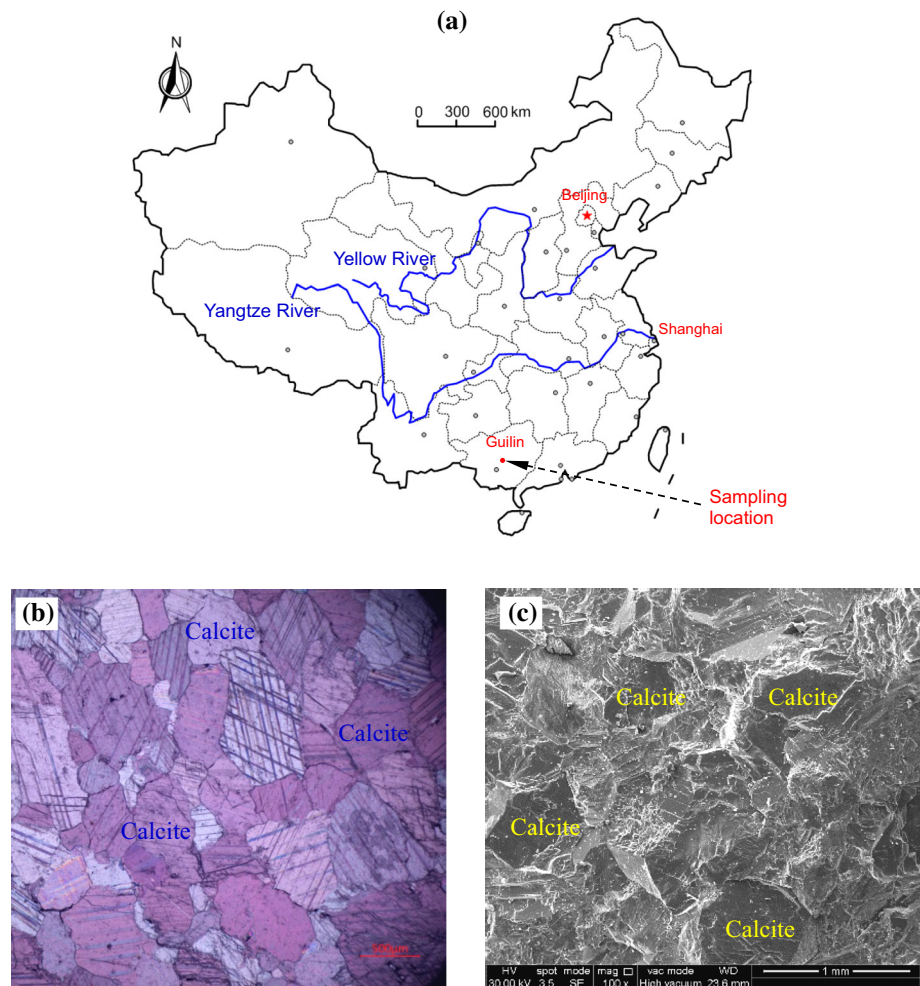 (a)
N
0 300 600 km
Beijing
Yellow River
Yangtze River
Shanghai
Guilin
Sampling
location
(b)
Calcite
Calcite
Calcite
500μm
(c)
Calcite
Calcite
Calcite
Calcite
HV spot mode mag □ vac mode WD
30.00 kV 3.5 SE 100 x High vacuum 23.6 mm
1 mm